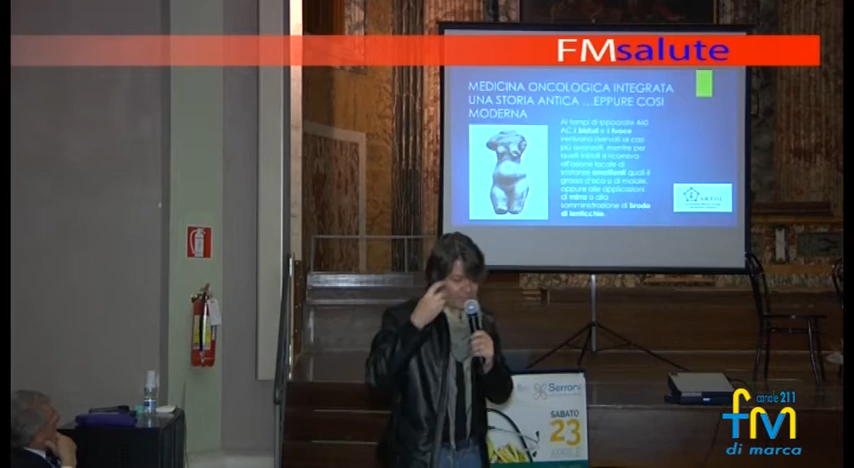 FMsalute
MEDICINA ONCOLOGICA INTEGRATA
UNA STORIA ANTICA ...EPPURE COSI
MODERNA
Ai tempi di Ippocrate 460
AC i bisturi e il fuoco
venivano riservati ai casi
più avanzati, mentre per
quelli iniziali si ricorreva
all'azione locale di
sostanze emollienti quali il
grasso d'oca o di maiale,
oppure alle applicazioni
di mirra o alla
somministrazione di brodo
di lenticchie.
Serroni
SABATO
23
canale 211
fm
di marca